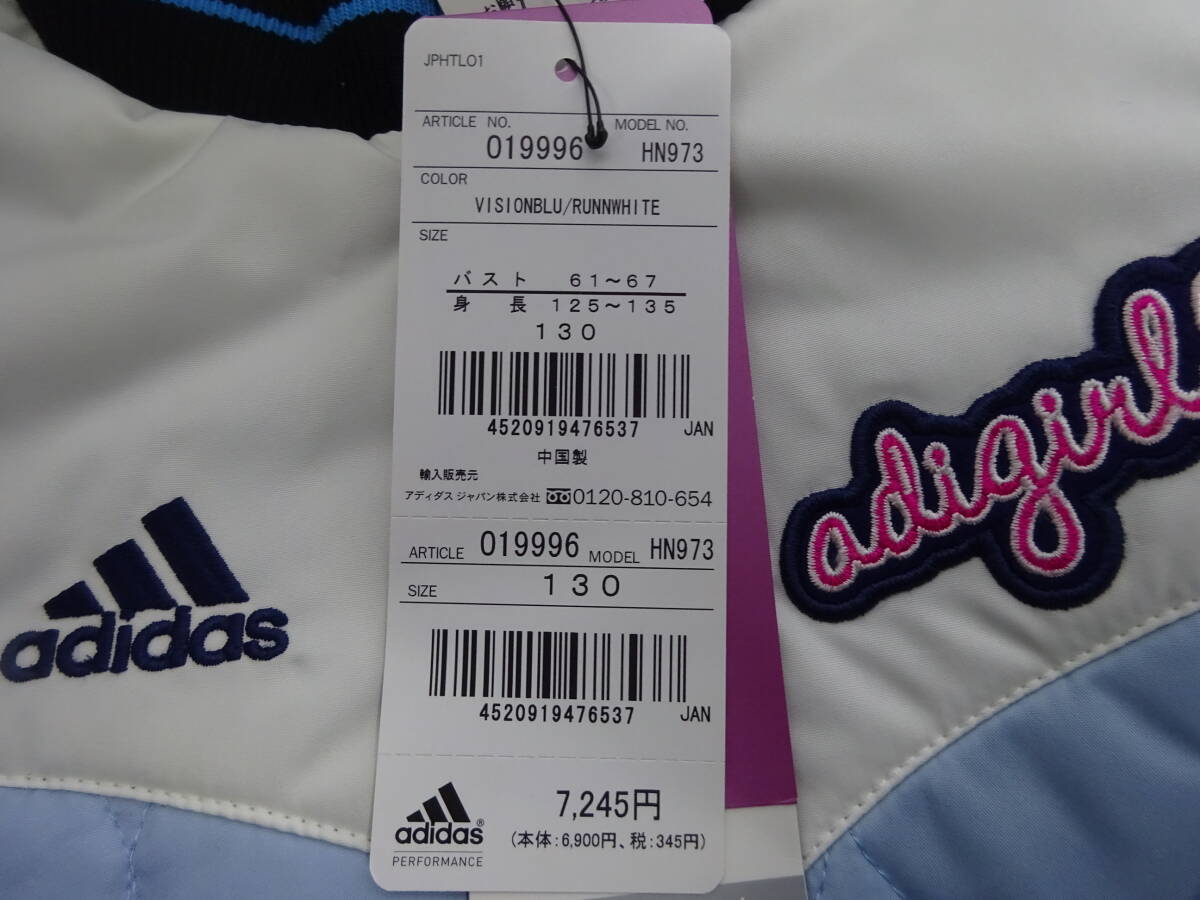 JPHTL01
ARTICLE NO. MODEL NO.
019996 HN973
COLOR
VISIONBLU/RUNNWHITE
SIZE
バスト 61～67
身長 125～135
130
4520919476537 JAN
中国製
輸入販売元
アディダス ジャパン株式会社 0120-810-654
ARTICLE 019996 MODEL HN973
SIZE 130
4520919476537 JAN
adidas®
PERFORMANCE
7,245円
(本体:6,900円、税:345円)
adidas
adigirl